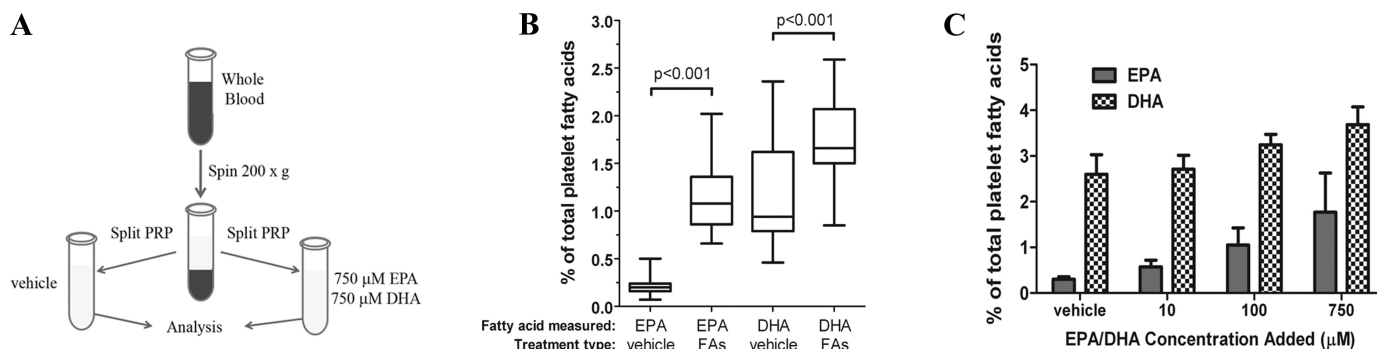 A
Whole
Blood
Spin 200 x g
Split PRP
Split PRP
vehicle
750 µM EPA
750 µM DHA
Analysis
B
% of total platelet fatty acids
3.0
2.5
2.0
1.5
1.0
0.5
0.0
p<0.001
p<0.001
Fatty acid measured: EPA EPA DHA DHA
Treatment type: vehicle FAs vehicle FAs
C
% of total platelet fatty acids
5
4
3
2
1
0
EPA
DHA
vehicle 10 100 750
EPA/DHA Concentration Added (µM)